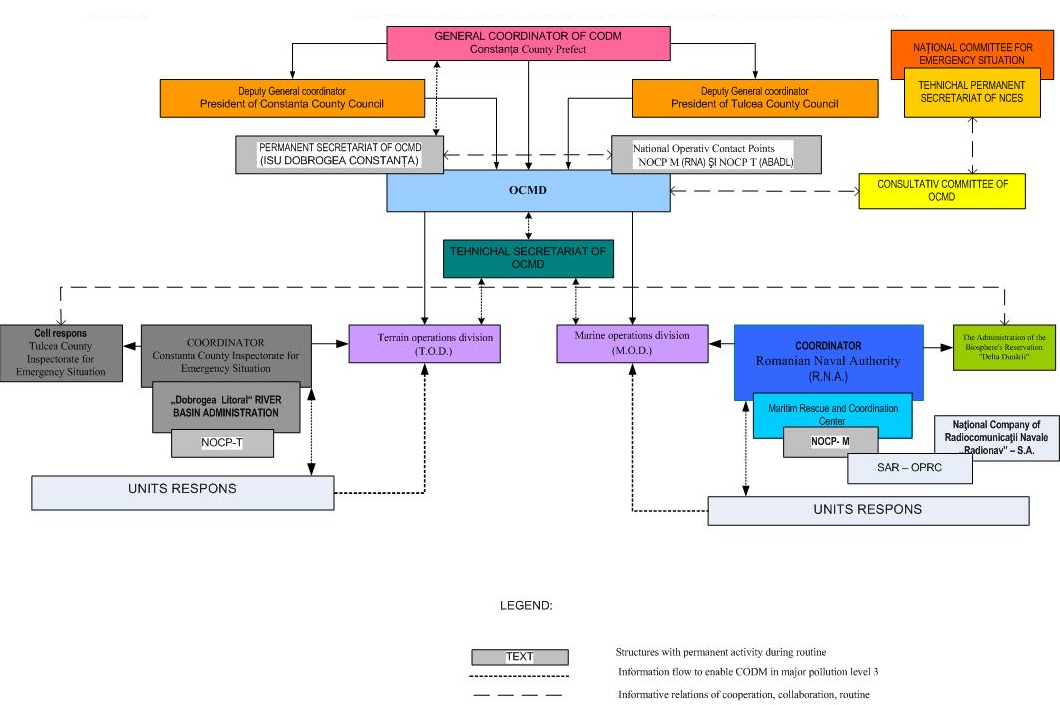 GENERAL COORDINATOR OF CODM
Constanța County Prefect
NAŢIONAL COMMITTEE FOR
EMERGENCY SITUATION
TEHNICHAL PERMANENT
SECRETARIAT OF NCES
Deputy General coordinator
President of Constanta County Council
Deputy General coordinator
President of Tulcea County Council
PERMANENT SECRETARIAT OF OCMD
(ISU DOBROGEA CONSTANŢA)
National Operativ Contact Points
NOCP M (RNA) ŞI NOCP T (ABADL)
OCMD
CONSULTATIV COMMITTEE OF
OCMD
TEHNICHAL SECRETARIAT OF
OCMD
Cell respons
Tulcea County
Inspectorate for
Emergency Situation
COORDINATOR
Constanta County Inspectorate for
Emergency Situation
Terrain operations division
(T.O.D.)
Marine operations division
(M.O.D.)
COORDINATOR
Romanian Naval Authority
(R.N.A.)
The Administration of the
Biosphere's Reservation
"Delta Dunării"
„Dobrogea Litoral“ RIVER
BASIN ADMINISTRATION
NOCP-T
Maritim Rescue and Coordination
Center
NOCP- M
Naţional Company of
Radiocomunicaţii Navale
„Radionav” – S.A.
SAR – OPRC
UNITS RESPONS
UNITS RESPONS
LEGEND:
TEXT
Structures with permanent activity during routine
Information flow to enable CODM in major pollution level 3
Informative relations of cooperation, collaboration, routine